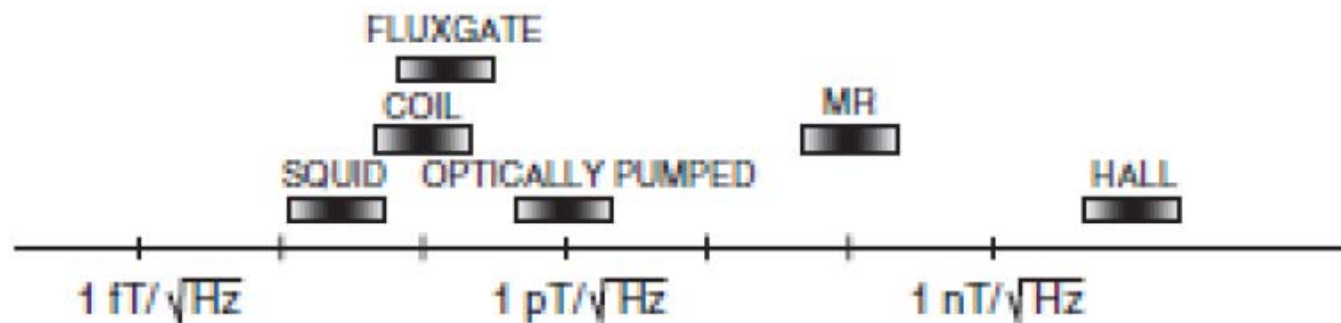 FLUXGATE
COIL MR
SQUID OPTICALLY PUMPED HALL
1 fT/√Hz 1 pT/√Hz 1 nT/√Hz